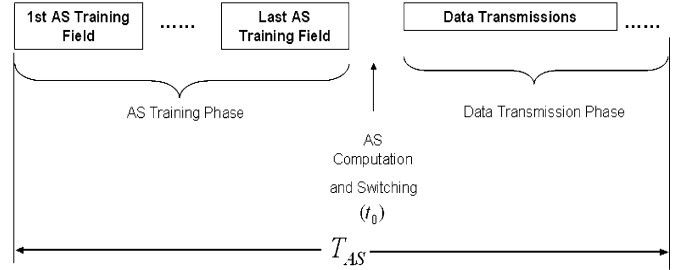 1st AS Training
Field
......
Last AS
Training Field
Data Transmissions
......
AS Training Phase
Data Transmission Phase
AS
Computation
and Switching
(t₀)
T_AS